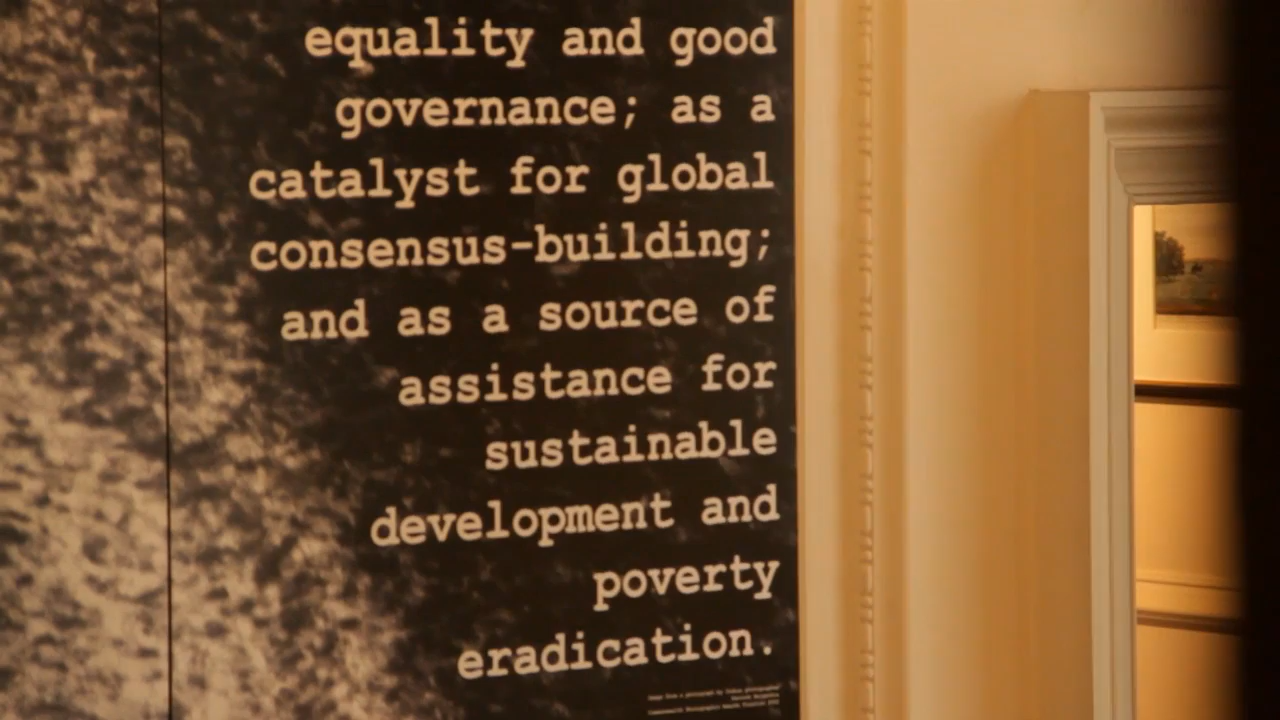 equality and good
governance; as a
catalyst for global
consensus-building;
and as a source of
assistance for
sustainable
development and
poverty
eradication.